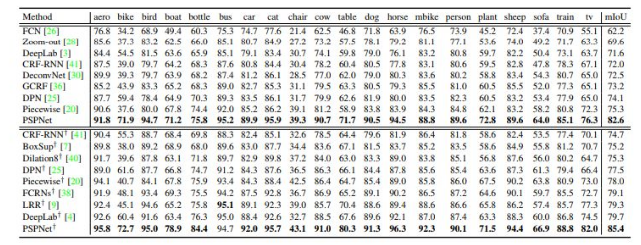 Method aero bike bird boat bottle bus car cat chair cow table dog horse mbike person plant sheep sofa train tv mIoU
FCN [26] 76.8 34.2 68.9 49.4 60.3 75.3 74.7 77.6 21.4 62.5 46.8 71.8 63.9 76.5 73.9 45.2 72.4 37.4 70.9 55.1 62.2
Zoom-out [28] 85.6 37.3 83.2 62.5 66.0 85.1 80.7 84.9 27.2 73.2 57.5 78.1 79.2 81.1 77.1 53.6 74.0 49.2 71.7 63.3 69.6
DeepLab [3] 84.4 54.5 81.5 63.6 65.9 85.1 79.1 83.4 30.7 74.1 59.8 79.0 76.1 83.2 80.8 59.7 82.2 50.4 73.1 63.7 71.6
CRF-RNN [41] 87.5 39.0 79.7 64.2 68.3 87.6 80.8 84.4 30.4 78.2 60.4 80.5 77.8 83.1 80.6 59.5 82.8 47.8 78.3 67.1 72.0
DeconvNet [30] 89.9 39.3 79.7 63.9 68.2 87.4 81.2 86.1 28.5 77.0 62.0 79.0 80.3 83.6 80.2 58.8 83.4 54.3 80.7 65.0 72.5
GCRF [36] 85.2 43.9 83.3 65.2 68.3 89.0 82.7 85.3 31.1 79.5 63.3 80.5 79.3 85.5 81.0 60.5 85.5 52.0 77.3 65.1 73.2
DPN [25] 87.7 59.4 78.4 64.9 70.3 89.3 83.5 86.1 31.7 79.9 62.6 81.9 80.0 83.5 82.3 60.5 83.2 53.4 77.9 65.0 74.1
Piecewise [20] 90.6 37.6 80.0 67.8 74.4 92.0 85.2 86.2 39.1 81.2 58.9 83.8 83.9 84.3 84.8 62.1 83.2 58.2 80.8 72.3 75.3
PSPNet 91.8 71.9 94.7 71.2 75.8 95.2 89.9 95.9 39.3 90.7 71.7 90.5 94.5 88.8 89.6 72.8 89.6 64.0 85.1 76.3 82.6
CRF-RNN† [41] 90.4 55.3 88.7 68.4 69.8 88.3 82.4 85.1 32.6 78.5 64.4 79.6 81.9 86.4 81.8 58.6 82.4 53.5 77.4 70.1 74.7
BoxSup† [7] 89.8 38.0 89.2 68.9 68.0 89.6 83.0 87.7 34.4 83.6 67.1 81.5 83.7 85.2 83.5 58.6 84.9 55.8 81.2 70.7 75.2
Dilation8† [40] 91.7 39.6 87.8 63.1 71.8 89.7 82.9 89.8 37.2 84.0 63.0 83.3 89.0 83.8 85.1 56.8 87.6 56.0 80.2 64.7 75.3
DPN† [25] 89.0 61.6 87.7 66.8 74.7 91.2 84.3 87.6 36.5 86.3 66.1 84.4 87.8 85.6 85.4 63.6 87.3 61.3 79.4 66.4 77.5
Piecewise† [20] 94.1 40.7 84.1 67.8 75.9 93.4 84.3 88.4 42.5 86.4 64.7 85.4 89.0 85.8 86.0 67.5 90.2 63.8 80.9 73.0 78.0
FCRNs† [38] 91.9 48.1 93.4 69.3 75.5 94.2 87.5 92.8 36.7 86.9 65.2 89.1 90.2 86.5 87.2 64.6 90.1 59.7 85.5 72.7 79.1
LRR† [9] 92.4 45.1 94.6 65.2 75.8 95.1 89.1 92.3 39.0 85.7 70.4 88.6 89.4 88.6 86.6 65.8 86.2 57.4 85.7 77.3 79.3
DeepLab† [4] 92.6 60.4 91.6 63.4 76.3 95.0 88.4 92.6 32.7 88.5 67.6 89.6 92.1 87.0 87.4 63.3 88.3 60.0 86.8 74.5 79.7
PSPNet† 95.8 72.7 95.0 78.9 84.4 94.7 92.0 95.7 43.1 91.0 80.3 91.3 96.3 92.3 90.1 71.5 94.4 66.9 88.8 82.0 85.4